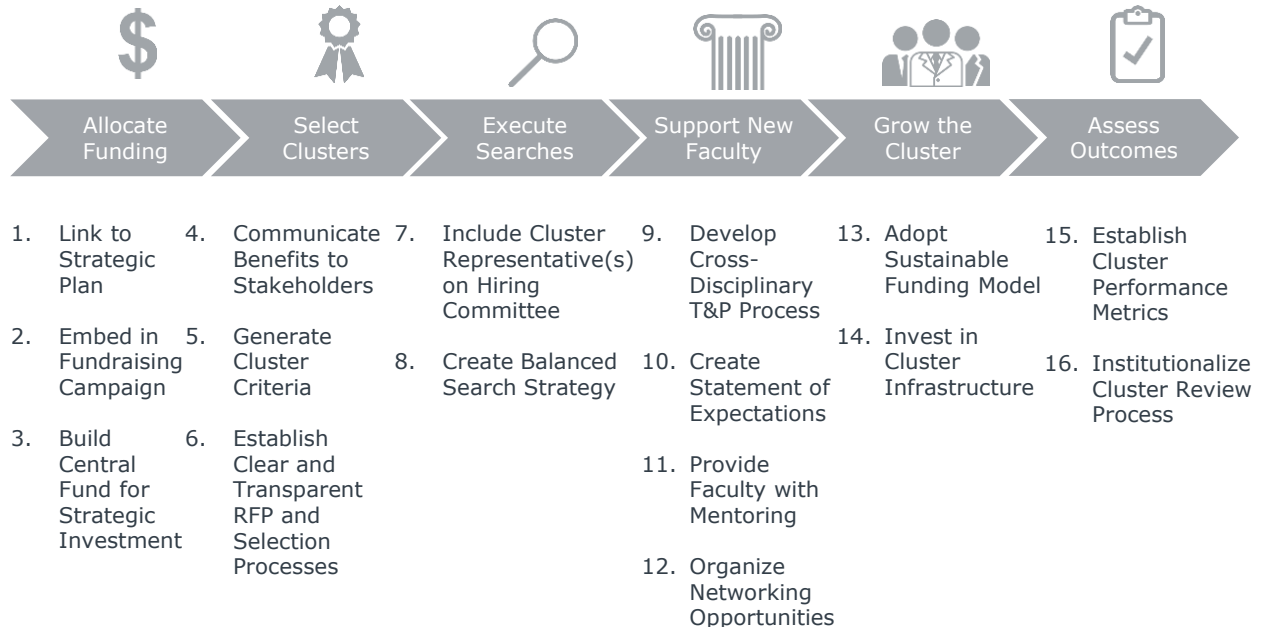 Allocate
Funding
Select
Clusters
Execute
Searches
Support New
Faculty
Grow the
Cluster
Assess
Outcomes
1. Link to
Strategic
Plan
2. Embed in
Fundraising
Campaign
3. Build
Central
Fund for
Strategic
Investment
4. Communicate
Benefits to
Stakeholders
5. Generate
Cluster
Criteria
6. Establish
Clear and
Transparent
RFP and
Selection
Processes
7. Include Cluster
Representative(s)
on Hiring
Committee
8. Create Balanced
Search Strategy
9. Develop
Cross-
Disciplinary
T&P Process
10. Create
Statement of
Expectations
11. Provide
Faculty with
Mentoring
12. Organize
Networking
Opportunities
13. Adopt
Sustainable
Funding Model
14. Invest in
Cluster
Infrastructure
15. Establish
Cluster
Performance
Metrics
16. Institutionalize
Cluster Review
Process